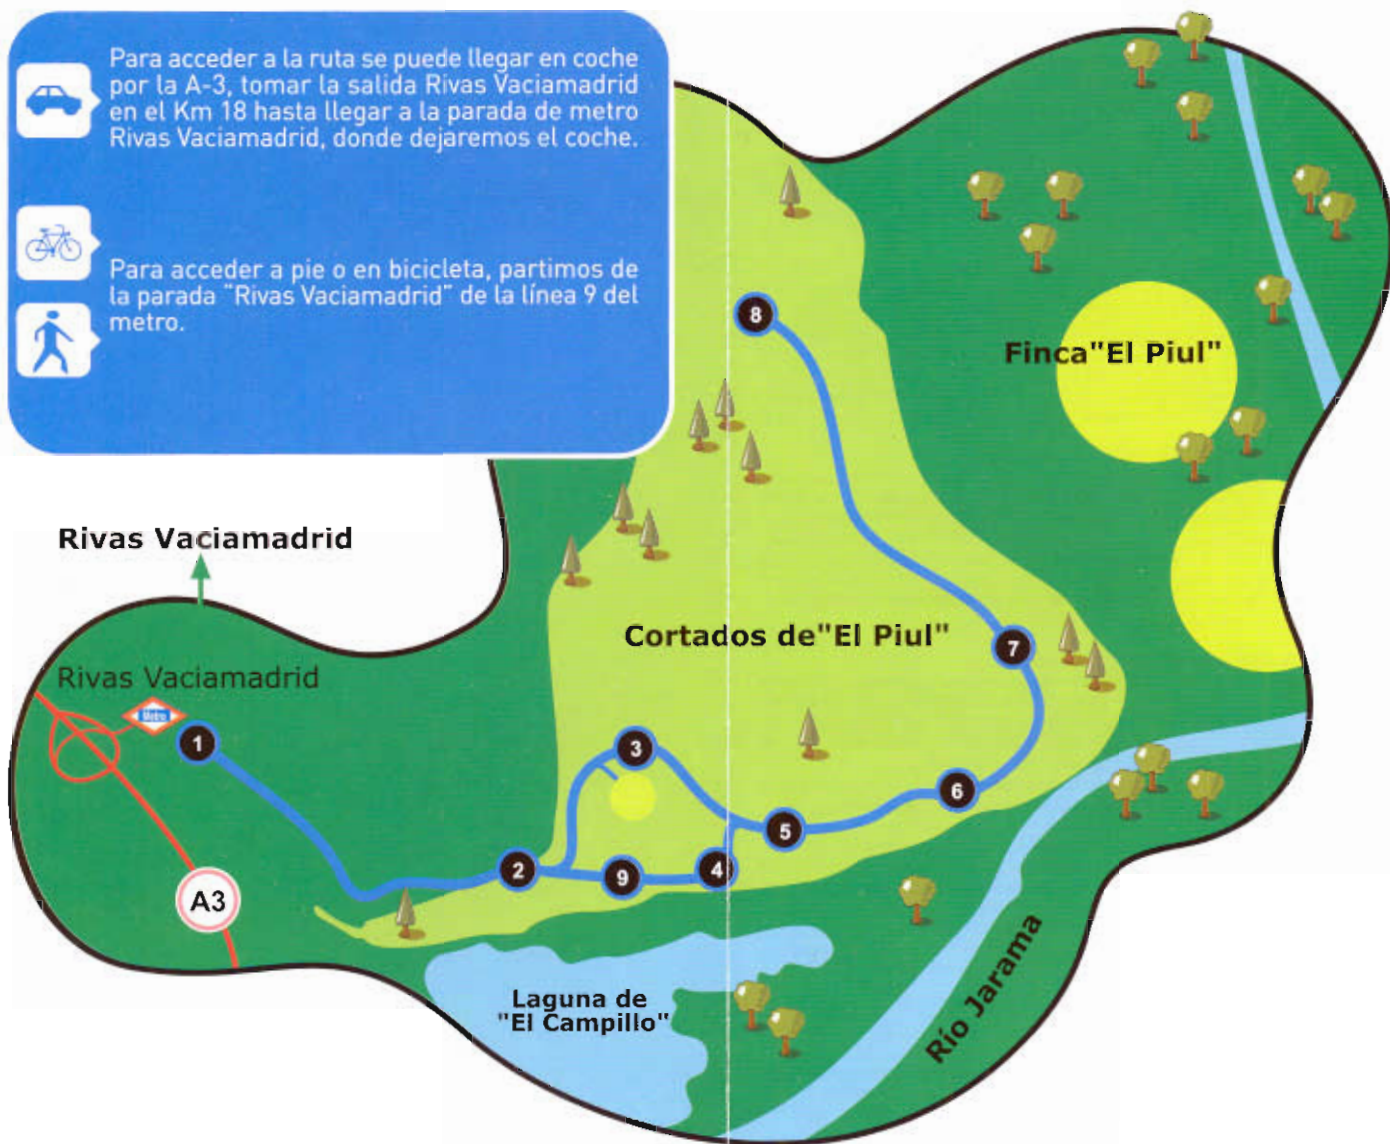 Para acceder a la ruta se puede llegar en coche
por la A-3, tomar la salida Rivas Vaciamadrid
en el Km 18 hasta llegar a la parada de metro
Rivas Vaciamadrid, donde dejaremos el coche.
Para acceder a pie o en bicicleta, partimos de
la parada "Rivas Vaciamadrid" de la línea 9 del
metro.
8
Finca"El Piul"
Rivas Vaciamadrid
Cortados de"El Piul"
7
Rivas Vaciamadrid
Metro
1
3
6
5
2
9
4
A3
Laguna de
"El Campillo"
Río Jarama